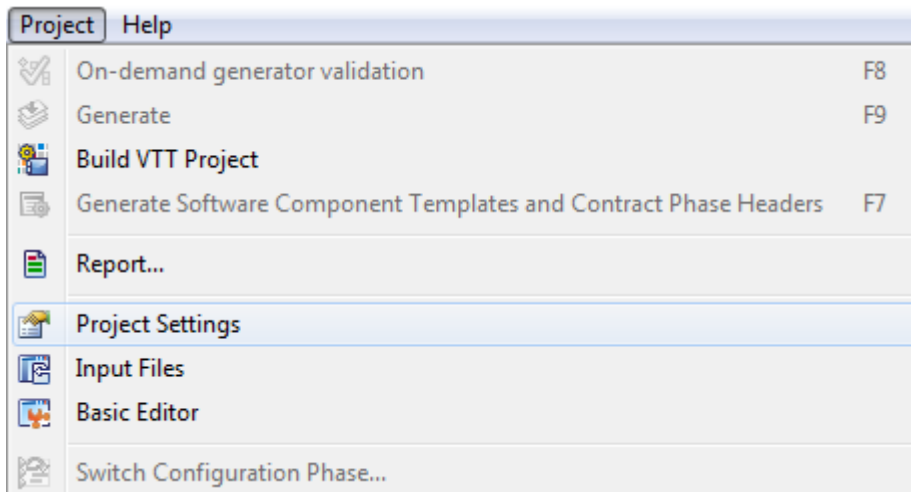 Project Help
On-demand generator validation F8
Generate F9
Build VTT Project
Generate Software Component Templates and Contract Phase Headers F7
Report...
Project Settings
Input Files
Basic Editor
Switch Configuration Phase...